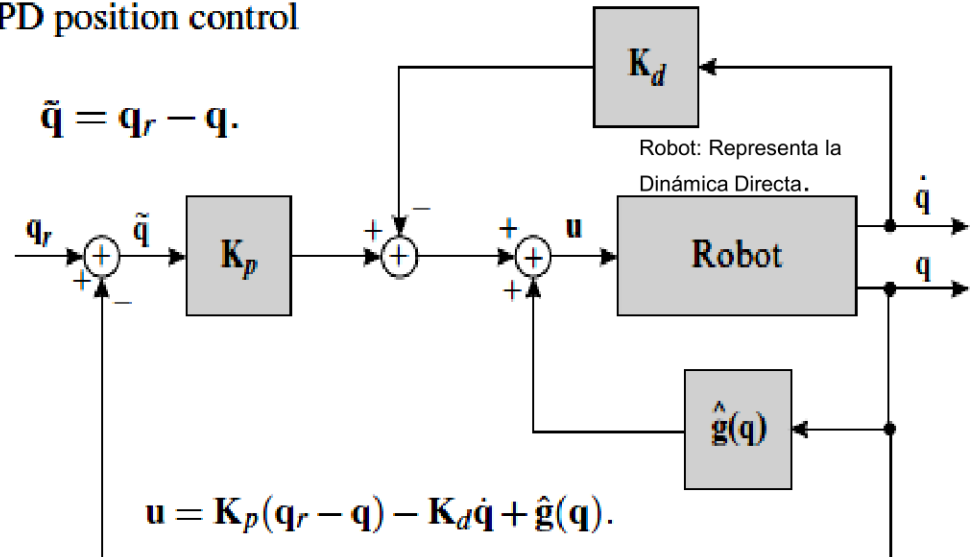 PD position control
K_d
q̃ = q_r − q.
Robot: Representa la
Dinámica Directa.
q̇
q_r
q̃
K_p
+
−
+
+
u
Robot
q
+
+
−
+
+
ĝ(q)
u = K_p(q_r − q) − K_d q̇ + ĝ(q).